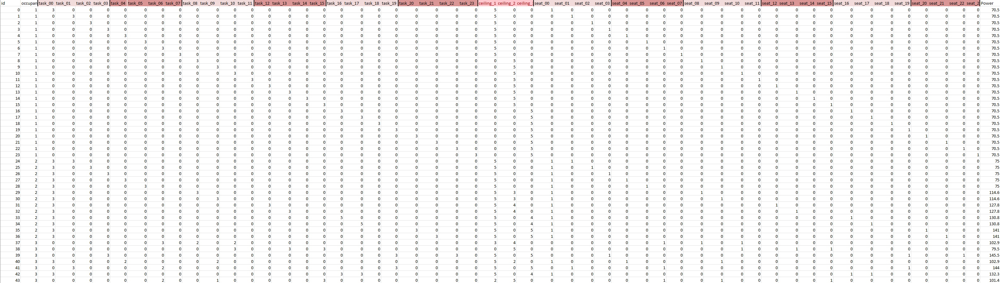 id occupan task_00 task_01 task_02 task_03 task_04 task_05 task_06 task_07 task_08 task_09 task_10 task_11 task_12 task_13 task_14 task_15 task_16 task_17 task_18 task_19 task_20 task_21 task_22 task_23 ceiling_1 ceiling_2 ceiling_ seat_00 seat_01 seat_02 seat_03 seat_04 seat_05 seat_06 seat_07 seat_08 seat_09 seat_10 seat_11 seat_12 seat_13 seat_14 seat_15 seat_16 seat_17 seat_18 seat_19 seat_20 seat_21 seat_22 seat_2 Power
0 1 3 0 0 0 0 0 0 0 0 0 0 0 0 0 0 0 0 0 0 0 0 0 0 0 5 0 0 1 0 0 0 0 0 0 0 0 0 0 0 0 0 0 0 0 0 0 0 0 0 0 0 70.5
1 1 0 3 0 0 0 0 0 0 0 0 0 0 0 0 0 0 0 0 0 0 0 0 0 0 5 0 0 0 1 0 0 0 0 0 0 0 0 0 0 0 0 0 0 0 0 0 0 0 0 0 0 70.5
2 1 0 0 3 0 0 0 0 0 0 0 0 0 0 0 0 0 0 0 0 0 0 0 0 0 5 0 0 0 0 1 0 0 0 0 0 0 0 0 0 0 0 0 0 0 0 0 0 0 0 0 0 70.5
3 1 0 0 0 3 0 0 0 0 0 0 0 0 0 0 0 0 0 0 0 0 0 0 0 0 5 0 0 0 0 0 1 0 0 0 0 0 0 0 0 0 0 0 0 0 0 0 0 0 0 0 0 70.5
4 1 0 0 0 0 3 0 0 0 0 0 0 0 0 0 0 0 0 0 0 0 0 0 0 0 5 0 0 0 0 0 0 1 0 0 0 0 0 0 0 0 0 0 0 0 0 0 0 0 0 0 0 70.5
5 1 0 0 0 0 0 3 0 0 0 0 0 0 0 0 0 0 0 0 0 0 0 0 0 0 5 0 0 0 0 0 0 0 1 0 0 0 0 0 0 0 0 0 0 0 0 0 0 0 0 0 0 70.5
6 1 0 0 0 0 0 0 3 0 0 0 0 0 0 0 0 0 0 0 0 0 0 0 0 0 5 0 0 0 0 0 0 0 0 1 0 0 0 0 0 0 0 0 0 0 0 0 0 0 0 0 0 70.5
7 1 0 0 0 0 0 0 0 3 0 0 0 0 0 0 0 0 0 0 0 0 0 0 0 0 5 0 0 0 0 0 0 0 0 0 1 0 0 0 0 0 0 0 0 0 0 0 0 0 0 0 0 70.5
8 1 0 0 0 0 0 0 0 0 3 0 0 0 0 0 0 0 0 0 0 0 0 0 0 0 0 5 0 0 0 0 0 0 0 0 0 1 0 0 0 0 0 0 0 0 0 0 0 0 0 0 0 70.5
9 1 0 0 0 0 0 0 0 0 0 3 0 0 0 0 0 0 0 0 0 0 0 0 0 0 0 5 0 0 0 0 0 0 0 0 0 0 1 0 0 0 0 0 0 0 0 0 0 0 0 0 0 70.5
10 1 0 0 0 0 0 0 0 0 0 0 3 0 0 0 0 0 0 0 0 0 0 0 0 0 0 5 0 0 0 0 0 0 0 0 0 0 0 1 0 0 0 0 0 0 0 0 0 0 0 0 0 70.5
11 1 0 0 0 0 0 0 0 0 0 0 0 3 0 0 0 0 0 0 0 0 0 0 0 0 0 5 0 0 0 0 0 0 0 0 0 0 0 0 1 0 0 0 0 0 0 0 0 0 0 0 0 70.5
12 1 0 0 0 0 0 0 0 0 0 0 0 0 3 0 0 0 0 0 0 0 0 0 0 0 0 5 0 0 0 0 0 0 0 0 0 0 0 0 0 1 0 0 0 0 0 0 0 0 0 0 0 70.5
13 1 0 0 0 0 0 0 0 0 0 0 0 0 0 3 0 0 0 0 0 0 0 0 0 0 0 5 0 0 0 0 0 0 0 0 0 0 0 0 0 0 1 0 0 0 0 0 0 0 0 0 0 70.5
14 1 0 0 0 0 0 0 0 0 0 0 0 0 0 0 3 0 0 0 0 0 0 0 0 0 0 5 0 0 0 0 0 0 0 0 0 0 0 0 0 0 0 1 0 0 0 0 0 0 0 0 0 70.5
15 1 0 0 0 0 0 0 0 0 0 0 0 0 0 0 0 3 0 0 0 0 0 0 0 0 0 5 0 0 0 0 0 0 0 0 0 0 0 0 0 0 0 0 1 0 0 0 0 0 0 0 0 70.5
16 1 0 0 0 0 0 0 0 0 0 0 0 0 0 0 0 0 3 0 0 0 0 0 0 0 0 0 5 0 0 0 0 0 0 0 0 0 0 0 0 0 0 0 0 1 0 0 0 0 0 0 0 70.5
17 1 0 0 0 0 0 0 0 0 0 0 0 0 0 0 0 0 0 3 0 0 0 0 0 0 0 0 5 0 0 0 0 0 0 0 0 0 0 0 0 0 0 0 0 0 1 0 0 0 0 0 0 70.5
18 1 0 0 0 0 0 0 0 0 0 0 0 0 0 0 0 0 0 0 3 0 0 0 0 0 0 0 5 0 0 0 0 0 0 0 0 0 0 0 0 0 0 0 0 0 0 1 0 0 0 0 0 70.5
19 1 0 0 0 0 0 0 0 0 0 0 0 0 0 0 0 0 0 0 0 3 0 0 0 0 0 0 5 0 0 0 0 0 0 0 0 0 0 0 0 0 0 0 0 0 0 0 1 0 0 0 0 70.5
20 1 0 0 0 0 0 0 0 0 0 0 0 0 0 0 0 0 0 0 0 0 3 0 0 0 0 0 5 0 0 0 0 0 0 0 0 0 0 0 0 0 0 0 0 0 0 0 0 1 0 0 0 70.5
21 1 0 0 0 0 0 0 0 0 0 0 0 0 0 0 0 0 0 0 0 0 0 3 0 0 0 0 5 0 0 0 0 0 0 0 0 0 0 0 0 0 0 0 0 0 0 0 0 0 1 0 0 70.5
22 1 0 0 0 0 0 0 0 0 0 0 0 0 0 0 0 0 0 0 0 0 0 0 3 0 0 0 5 0 0 0 0 0 0 0 0 0 0 0 0 0 0 0 0 0 0 0 0 0 0 1 0 70.5
23 1 0 0 0 0 0 0 0 0 0 0 0 0 0 0 0 0 0 0 0 0 0 0 0 3 0 0 5 0 0 0 0 0 0 0 0 0 0 0 0 0 0 0 0 0 0 0 0 0 0 0 1 70.5
24 2 3 3 0 0 0 0 0 0 0 0 0 0 0 0 0 0 0 0 0 0 0 0 0 0 5 0 0 1 1 0 0 0 0 0 0 0 0 0 0 0 0 0 0 0 0 0 0 0 0 0 0 75
25 2 3 0 3 0 0 0 0 0 0 0 0 0 0 0 0 0 0 0 0 0 0 0 0 0 5 0 0 1 0 1 0 0 0 0 0 0 0 0 0 0 0 0 0 0 0 0 0 0 0 0 0 75
26 2 3 0 0 3 0 0 0 0 0 0 0 0 0 0 0 0 0 0 0 0 0 0 0 0 5 0 0 1 0 0 1 0 0 0 0 0 0 0 0 0 0 0 0 0 0 0 0 0 0 0 0 75
27 2 3 0 0 0 3 0 0 0 0 0 0 0 0 0 0 0 0 0 0 0 0 0 0 0 5 0 0 1 0 0 0 1 0 0 0 0 0 0 0 0 0 0 0 0 0 0 0 0 0 0 0 75
28 2 3 0 0 0 0 3 0 0 0 0 0 0 0 0 0 0 0 0 0 0 0 0 0 0 5 0 0 1 0 0 0 0 1 0 0 0 0 0 0 0 0 0 0 0 0 0 0 0 0 0 0 75
29 2 3 0 0 0 0 0 0 0 3 0 0 0 0 0 0 0 0 0 0 0 0 0 0 0 5 3 0 1 0 0 0 0 0 0 0 1 0 0 0 0 0 0 0 0 0 0 0 0 0 0 0 114.6
30 2 3 0 0 0 0 0 0 0 0 3 0 0 0 0 0 0 0 0 0 0 0 0 0 0 5 3 0 1 0 0 0 0 0 0 0 0 1 0 0 0 0 0 0 0 0 0 0 0 0 0 0 114.6
31 2 3 0 0 0 0 0 0 0 0 0 0 0 3 0 0 0 0 0 0 0 0 0 0 0 5 4 0 1 0 0 0 0 0 0 0 0 0 0 0 1 0 0 0 0 0 0 0 0 0 0 0 127.8
32 2 3 0 0 0 0 0 0 0 0 0 0 0 0 3 0 0 0 0 0 0 0 0 0 0 5 4 0 1 0 0 0 0 0 0 0 0 0 0 0 0 1 0 0 0 0 0 0 0 0 0 0 127.8
33 2 3 0 0 0 0 0 0 0 0 0 0 0 0 0 0 0 5 0 0 0 0 0 0 0 5 0 4 1 0 0 0 0 0 0 0 0 0 0 0 0 0 0 0 1 0 0 0 0 0 0 0 130.8
34 2 3 0 0 0 0 0 0 0 0 0 0 0 0 0 0 0 0 5 0 0 0 0 0 0 5 0 4 1 0 0 0 0 0 0 0 0 0 0 0 0 0 0 0 0 1 0 0 0 0 0 0 130.8
35 2 3 0 0 0 0 0 0 0 0 0 0 0 0 0 0 0 0 0 0 0 3 0 0 0 5 0 5 1 0 0 0 0 0 0 0 0 0 0 0 0 0 0 0 0 0 0 0 1 0 0 0 141
36 2 3 0 0 0 0 0 0 0 0 0 0 0 0 0 0 0 0 0 0 0 0 3 0 0 5 0 5 1 0 0 0 0 0 0 0 0 0 0 0 0 0 0 0 0 0 0 0 0 1 0 0 141
37 3 0 0 0 0 0 0 3 0 2 0 2 0 0 0 0 0 0 0 0 0 0 0 0 0 3 4 0 0 0 0 0 0 0 1 0 1 0 1 0 0 0 0 0 0 0 0 0 0 0 0 0 102.9
38 3 0 0 0 0 0 0 0 0 0 0 3 0 0 3 0 3 0 0 0 0 0 0 0 0 0 5 0 0 0 0 0 0 0 0 0 0 0 1 0 0 1 0 1 0 0 0 0 0 0 0 0 79.5
39 3 0 0 0 3 0 0 0 0 0 0 0 0 0 0 0 0 0 0 0 3 0 0 3 0 5 0 5 0 0 0 1 0 0 0 0 0 0 0 0 0 0 0 0 0 0 0 1 0 0 1 0 145.5
40 3 3 0 0 0 2 0 0 0 0 2 0 0 0 0 0 0 0 0 0 0 0 0 0 0 5 2 0 1 0 0 0 1 0 0 0 0 1 0 0 0 0 0 0 0 0 0 0 0 0 0 0 102.9
41 3 0 3 0 0 0 0 2 0 0 0 0 0 0 0 0 0 0 0 0 3 0 0 0 0 5 0 5 0 1 0 0 0 0 1 0 0 0 0 0 0 0 0 0 0 0 0 1 0 0 0 0 144
42 3 3 0 0 0 0 0 0 0 0 0 0 0 0 0 0 0 3 3 0 0 0 0 0 0 5 0 4 1 0 0 0 0 0 0 0 0 0 0 0 0 0 0 0 1 1 0 0 0 0 0 0 132.3
43 3 0 0 0 0 0 0 2 0 0 1 0 0 0 0 0 3 0 0 0 0 0 0 0 0 2 5 0 0 0 0 0 0 0 1 0 0 1 0 0 0 0 0 1 0 0 0 0 0 0 0 0 101.4